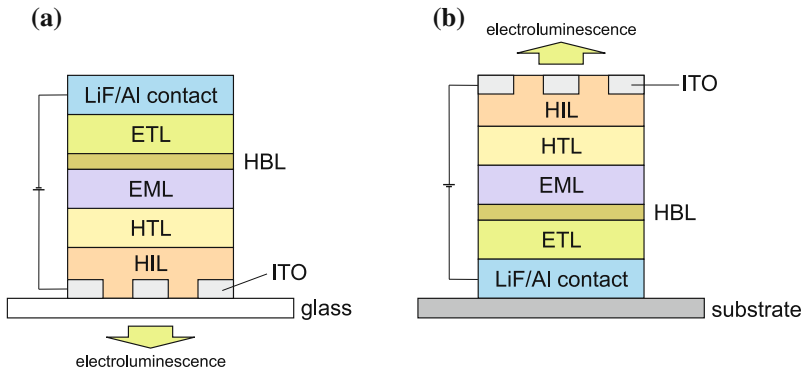 (a)
LiF/Al contact
ETL
HBL
EML
HTL
HIL
ITO
glass
electroluminescence
(b)
electroluminescence
ITO
HIL
HTL
EML
HBL
ETL
LiF/Al contact
substrate